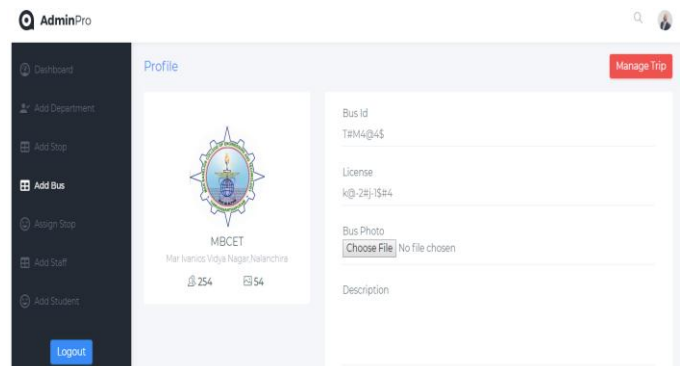 AdminPro
Dashboard
Add Department
Add Stop
Add Bus
Assign Stop
Add Staff
Add Student
Logout
Profile
Manage Trip
MBCET
Mar Ivanios Vidya Nagar,Nalanchira
254
54
Bus Id
T#M4@4$
License
k@-2#j-1$#4
Bus Photo
Choose File No file chosen
Description